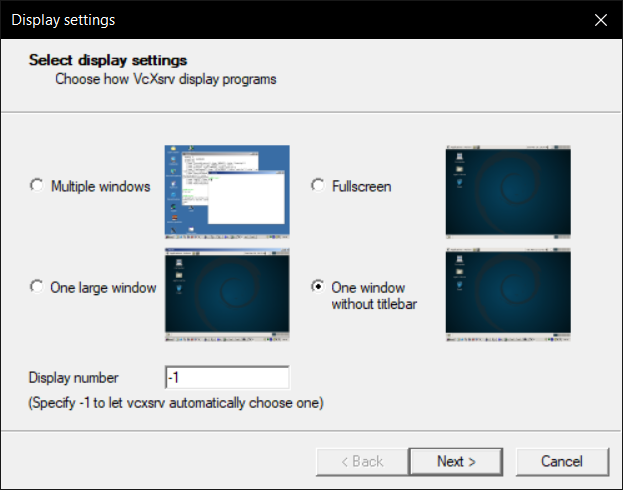 Display settings
Select display settings
Choose how VcXsrv display programs
Multiple windows
Fullscreen
One large window
One window
without titlebar
Display number
-1
(Specify -1 to let vcxsrv automatically choose one)
< Back
Next >
Cancel